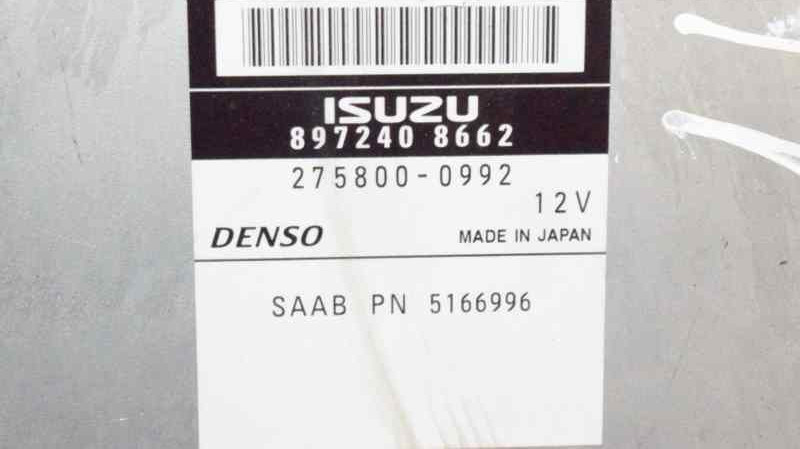 ISUZU
897240 8662
275800-0992
12V
DENSO MADE IN JAPAN
SAAB PN 5166996